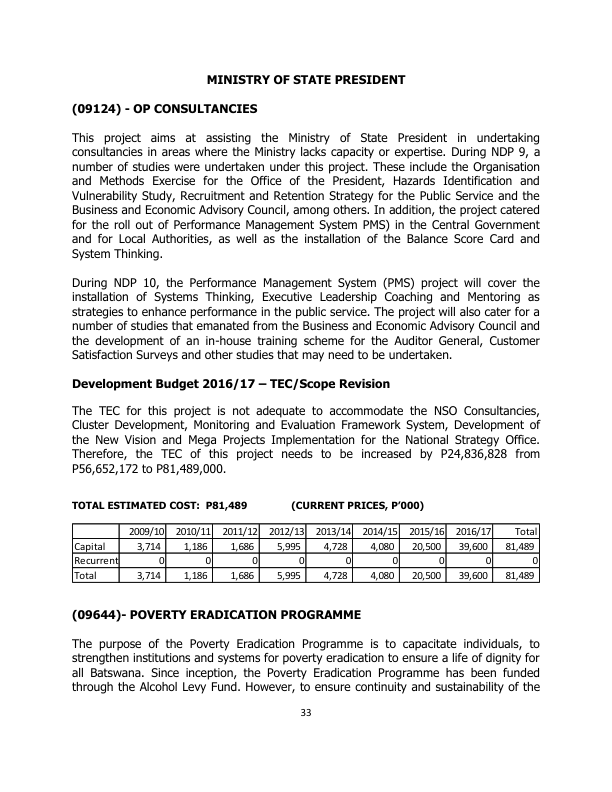 MINISTRY OF STATE PRESIDENT
(09124) - OP CONSULTANCIES
This project aims at assisting the Ministry of State President in undertaking
consultancies in areas where the Ministry lacks capacity or expertise. During NDP 9, a
number of studies were undertaken under this project. These include the Organisation
and Methods Exercise for the Office of the President, Hazards Identification and
Vulnerability Study, Recruitment and Retention Strategy for the Public Service and the
Business and Economic Advisory Council, among others. In addition, the project catered
for the roll out of Performance Management System PMS) in the Central Government
and for Local Authorities, as well as the installation of the Balance Score Card and
System Thinking.
During NDP 10, the Performance Management System (PMS) project will cover the
installation of Systems Thinking, Executive Leadership Coaching and Mentoring as
strategies to enhance performance in the public service. The project will also cater for a
number of studies that emanated from the Business and Economic Advisory Council and
the development of an in-house training scheme for the Auditor General, Customer
Satisfaction Surveys and other studies that may need to be undertaken.
Development Budget 2016/17 – TEC/Scope Revision
The TEC for this project is not adequate to accommodate the NSO Consultancies,
Cluster Development, Monitoring and Evaluation Framework System, Development of
the New Vision and Mega Projects Implementation for the National Strategy Office.
Therefore, the TEC of this project needs to be increased by P24,836,828 from
P56,652,172 to P81,489,000.
TOTAL ESTIMATED COST: P81,489 (CURRENT PRICES, P’000)
2009/10 2010/11 2011/12 2012/13 2013/14 2014/15 2015/16 2016/17 Total
Capital 3,714 1,186 1,686 5,995 4,728 4,080 20,500 39,600 81,489
Recurrent 0 0 0 0 0 0 0 0 0
Total 3,714 1,186 1,686 5,995 4,728 4,080 20,500 39,600 81,489
(09644)- POVERTY ERADICATION PROGRAMME
The purpose of the Poverty Eradication Programme is to capacitate individuals, to
strengthen institutions and systems for poverty eradication to ensure a life of dignity for
all Batswana. Since inception, the Poverty Eradication Programme has been funded
through the Alcohol Levy Fund. However, to ensure continuity and sustainability of the
33